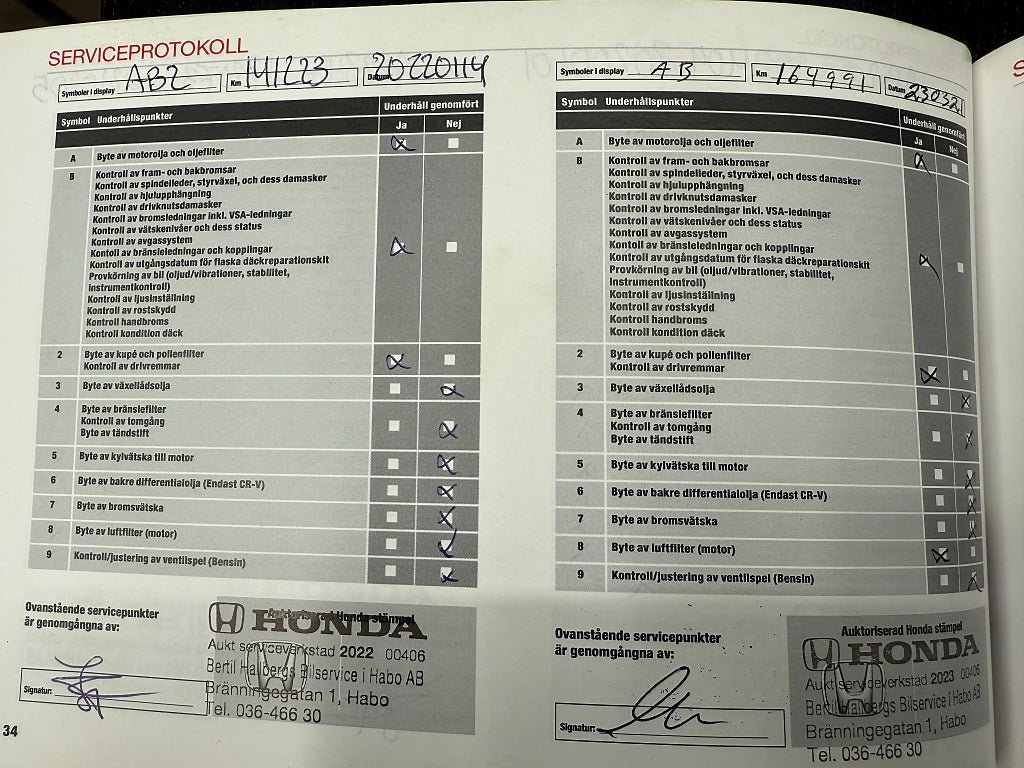 SERVICEPROTOKOLL
Symboler i display AB2 Km 141223 Datum 20220114
Symbol Underhållspunkter Underhåll genomfört
Ja Nej
A Byte av motorolja och oljefilter
B Kontroll av fram- och bakbromsar
Kontroll av spindelleder, styrväxel, och dess damasker
Kontroll av hjulupphängning
Kontroll av drivknutsdamasker
Kontroll av bromsledningar inkl. VSA-ledningar
Kontroll av vätskenivåer och dess status
Kontroll av avgassystem
Kontoll av bränsleledningar och kopplingar
Kontroll av utgångsdatum för flaska däckreparationskit
Provkörning av bil (oljud/vibrationer, stabilitet,
Instrumentkontroll)
Kontroll av ljusinställning
Kontroll av rostskydd
Kontroll handbroms
Kontroll kondition däck
2 Byte av kupé och pollenfilter
Kontroll av drivremmar
3 Byte av växellådsolja
4 Byte av bränslefilter
Kontroll av tomgång
Byte av tändstift
5 Byte av kylvätska till motor
6 Byte av bakre differentialolja (Endast CR-V)
7 Byte av bromsvätska
8 Byte av luftfilter (motor)
9 Kontroll/justering av ventilspel (Bensin)
Ovanstående servicepunkter
är genomgångna av:
Signatur:
Auktoriserad Honda stämpel
HONDA
Aukt serviceverkstad 2022 00406
Bertil Hallbergs Bilservice i Habo AB
Bränningegatan 1, Habo
Tel. 036-466 30
34
Symboler i display AB Km 164991 Datum 230321
Symbol Underhållspunkter Underhåll genomfört
Ja Nej
A Byte av motorolja och oljefilter
B Kontroll av fram- och bakbromsar
Kontroll av spindelleder, styrväxel, och dess damasker
Kontroll av hjulupphängning
Kontroll av drivknutsdamasker
Kontroll av bromsledningar inkl. VSA-ledningar
Kontroll av vätskenivåer och dess status
Kontroll av avgassystem
Kontoll av bränsleledningar och kopplingar
Kontroll av utgångsdatum för flaska däckreparationskit
Provkörning av bil (oljud/vibrationer, stabilitet,
Instrumentkontroll)
Kontroll av ljusinställning
Kontroll av rostskydd
Kontroll handbroms
Kontroll kondition däck
2 Byte av kupé och pollenfilter
Kontroll av drivremmar
3 Byte av växellådsolja
4 Byte av bränslefilter
Kontroll av tomgång
Byte av tändstift
5 Byte av kylvätska till motor
6 Byte av bakre differentialolja (Endast CR-V)
7 Byte av bromsvätska
8 Byte av luftfilter (motor)
9 Kontroll/justering av ventilspel (Bensin)
Ovanstående servicepunkter
är genomgångna av:
Signatur:
Auktoriserad Honda stämpel
HONDA
Aukt serviceverkstad 2023 00406
Bertil Hallbergs Bilservice i Habo AB
Bränningegatan 1, Habo
Tel. 036-466 30